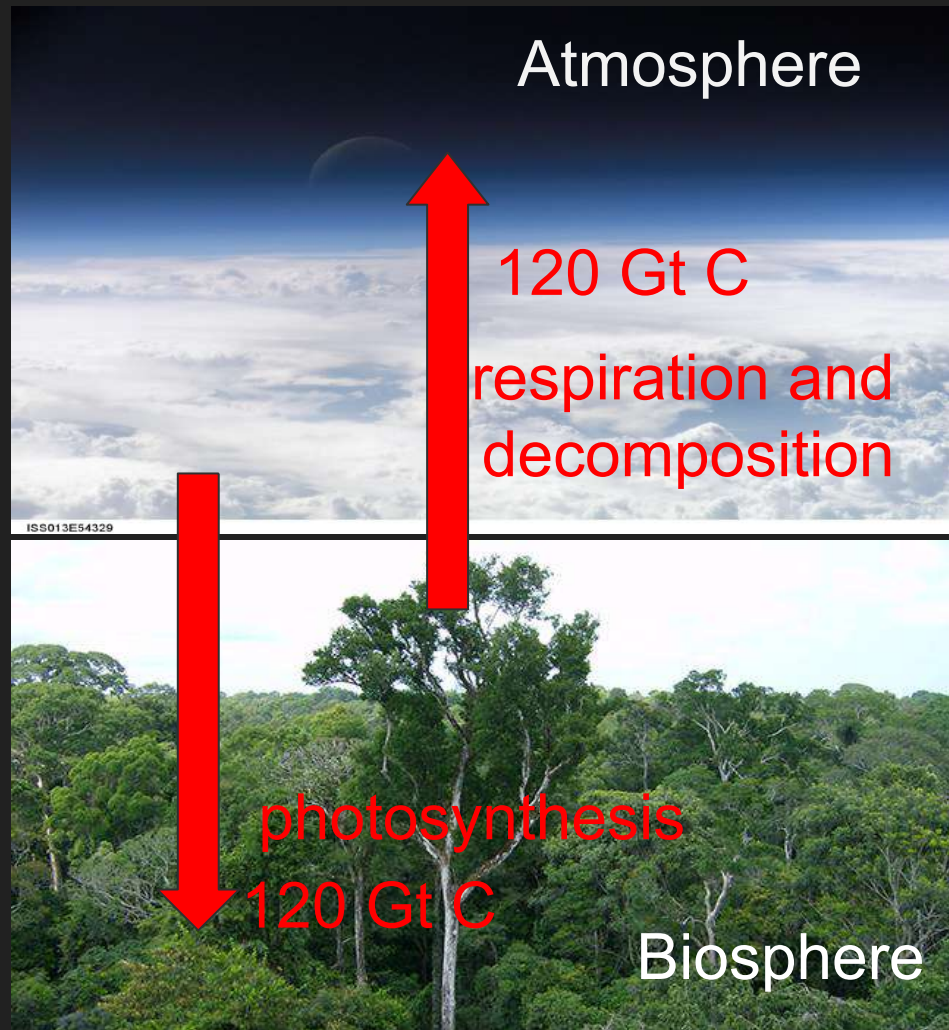 Atmosphere
120 Gt C
respiration and
decomposition
ISS013E54329
photosynthesis
120 Gt C
Biosphere